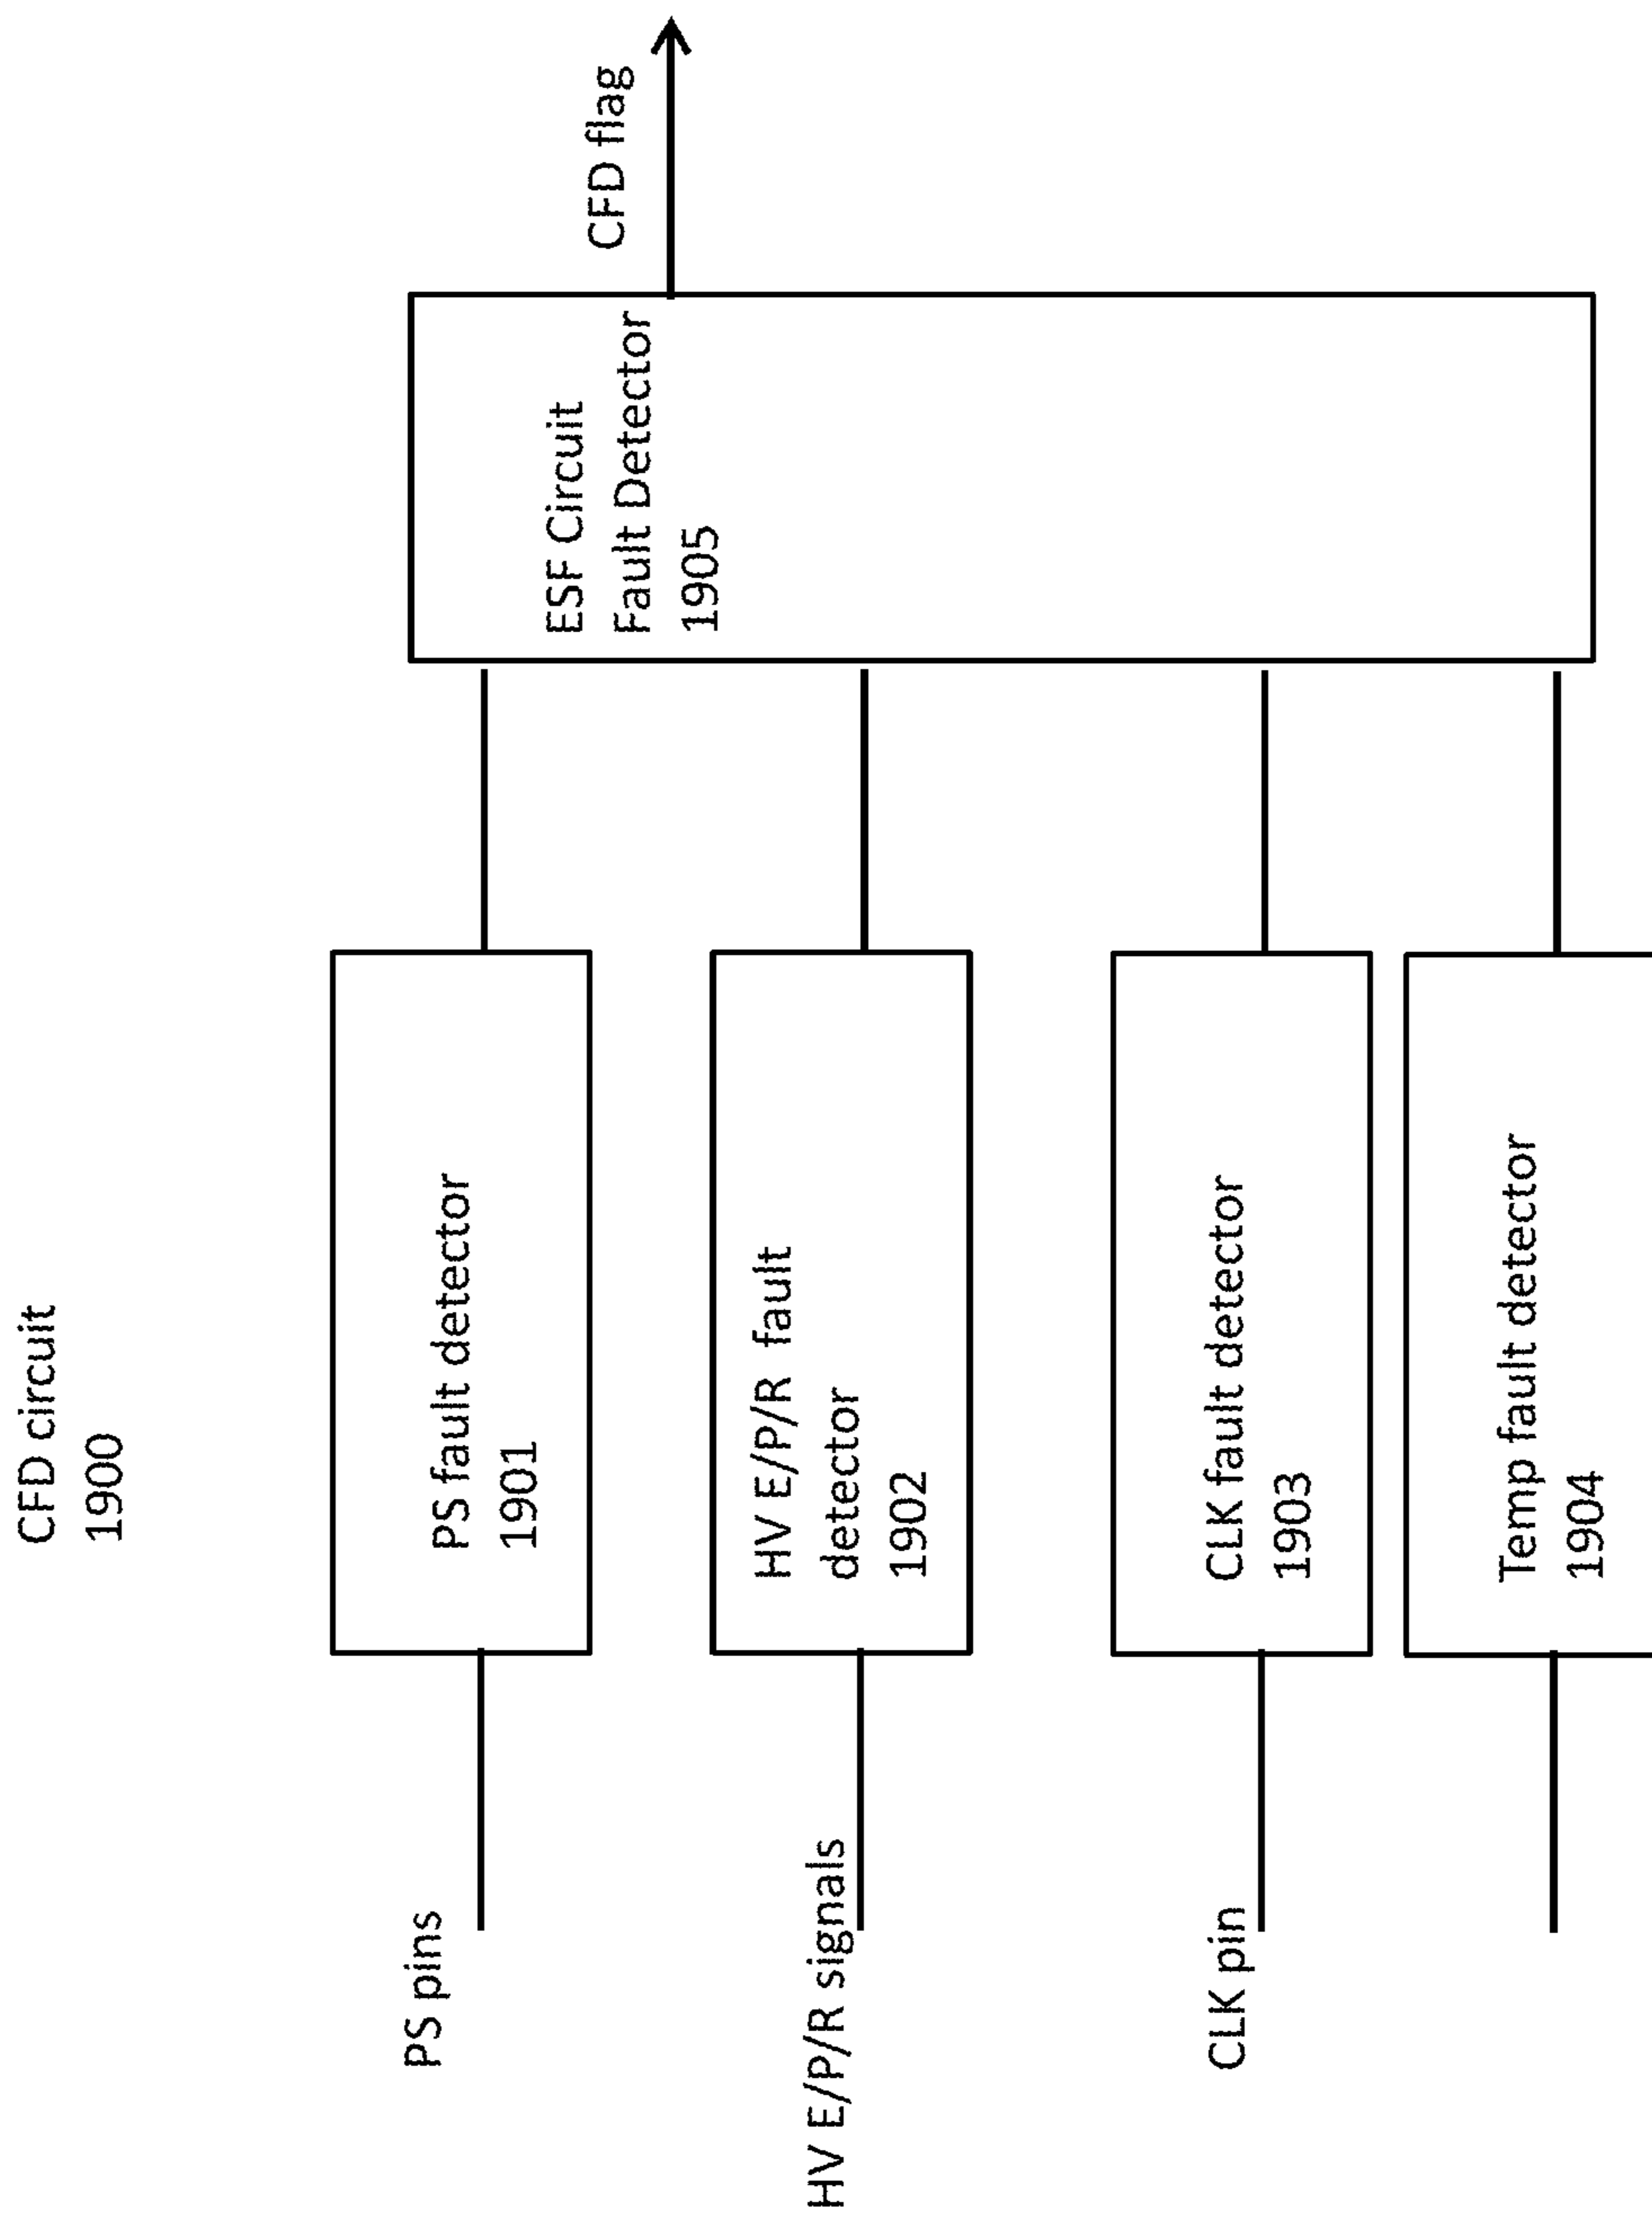 CFD circuit
1900
PS pins
PS fault detector
1901
HV E/P/R signals
HV E/P/R fault
detector
1902
CLK pin
CLK fault detector
1903
Temp fault detector
1904
ESF Circuit
Fault Detector
1905
CFD flag